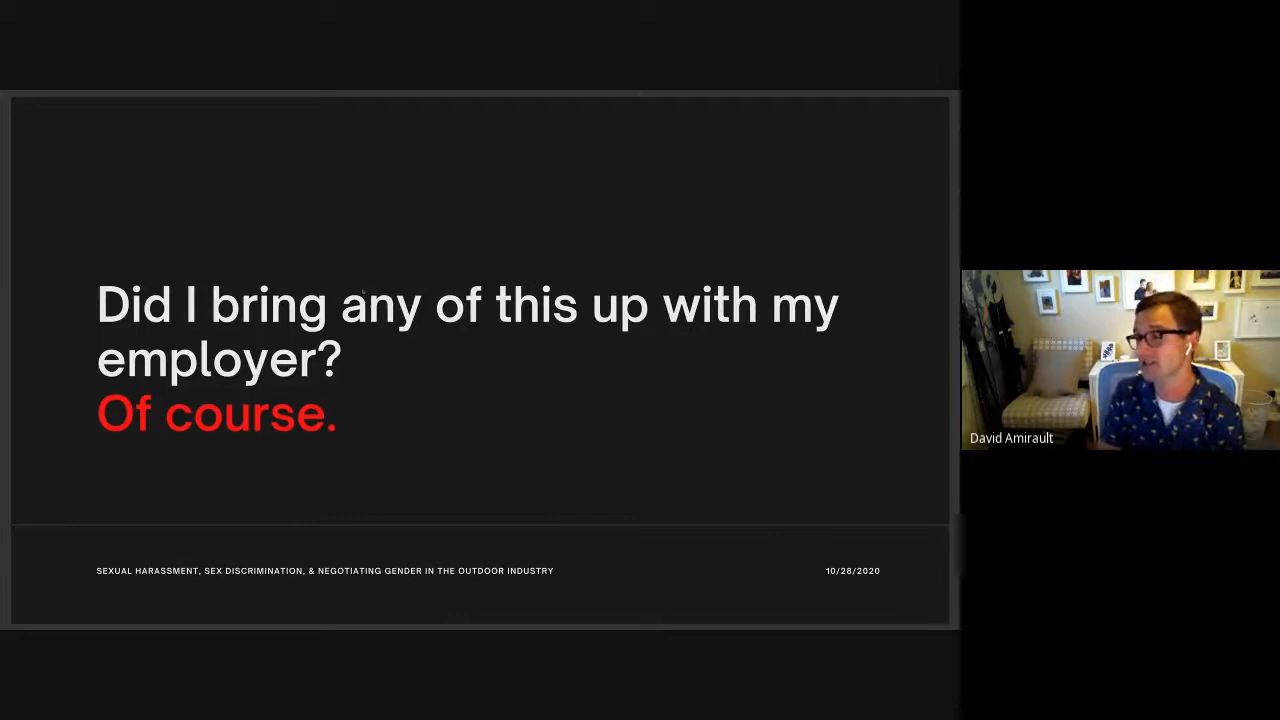 Did I bring any of this up with my
employer?
Of course.
SEXUAL HARASSMENT, SEX DISCRIMINATION, & NEGOTIATING GENDER IN THE OUTDOOR INDUSTRY
10/28/2020
David Amirault